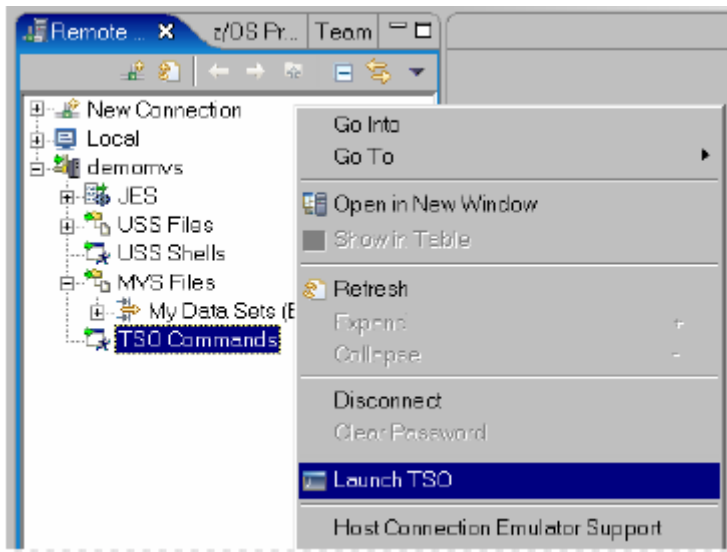 Remote ... z/OS Pr... Team
New Connection
Local
demomvs
JES
USS Files
USS Shells
MVS Files
My Data Sets (
TSO Commands
Go Into
Go To
Open in New Window
Show in Table
Refresh
Expand +
Collapse -
Disconnect
Clear Password
Launch TSO
Host Connection Emulator Support